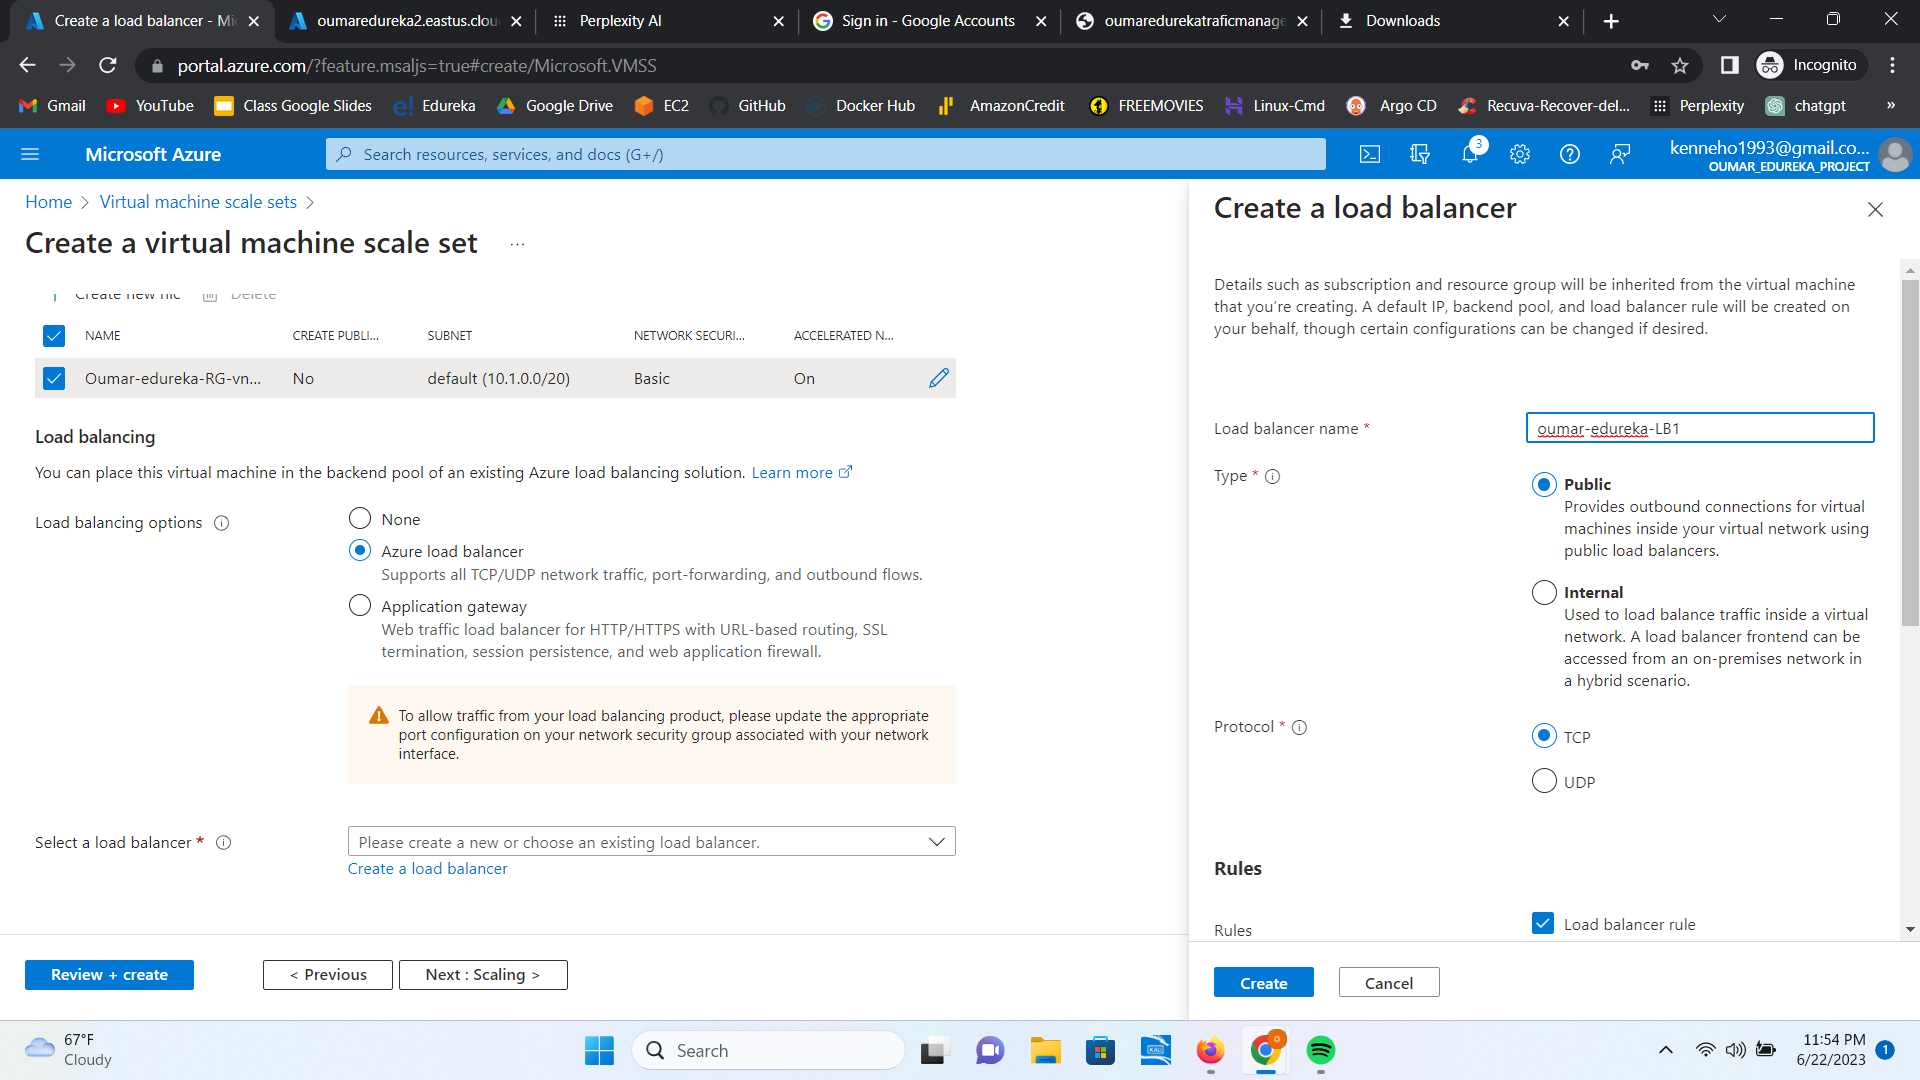 Create a load balancer - Mi
oumaredureka2.eastus.clou
Perplexity AI
Sign in - Google Accounts
oumaredurekatraficmanage
Downloads
portal.azure.com/?feature.msaljs=true#create/Microsoft.VMSS
Incognito
Gmail
YouTube
Class Google Slides
Edureka
Google Drive
EC2
GitHub
Docker Hub
AmazonCredit
FREEMOVIES
Linux-Cmd
Argo CD
Recuva-Recover-del...
Perplexity
chatgpt
»
Microsoft Azure
Search resources, services, and docs (G+/)
3
kenneho1993@gmail.co...
OUMAR_EDUREKA_PROJECT
Home > Virtual machine scale sets >
Create a virtual machine scale set ...
Create new nic Delete
NAME CREATE PUBLI... SUBNET NETWORK SECURI... ACCELERATED N...
Oumar-edureka-RG-vn... No default (10.1.0.0/20) Basic On
Load balancing
You can place this virtual machine in the backend pool of an existing Azure load balancing solution. Learn more
Load balancing options
None
Azure load balancer
Supports all TCP/UDP network traffic, port-forwarding, and outbound flows.
Application gateway
Web traffic load balancer for HTTP/HTTPS with URL-based routing, SSL
termination, session persistence, and web application firewall.
To allow traffic from your load balancing product, please update the appropriate
port configuration on your network security group associated with your network
interface.
Select a load balancer *
Please create a new or choose an existing load balancer.
Create a load balancer
Review + create
< Previous
Next : Scaling >
Create a load balancer
Details such as subscription and resource group will be inherited from the virtual machine
that you're creating. A default IP, backend pool, and load balancer rule will be created on
your behalf, though certain configurations can be changed if desired.
Load balancer name *
oumar-edureka-LB1
Type *
Public
Provides outbound connections for virtual
machines inside your virtual network using
public load balancers.
Internal
Used to load balance traffic inside a virtual
network. A load balancer frontend can be
accessed from an on-premises network in
a hybrid scenario.
Protocol *
TCP
UDP
Rules
Rules
Load balancer rule
Create
Cancel
67°F
Cloudy
Search
11:54 PM
6/22/2023
1